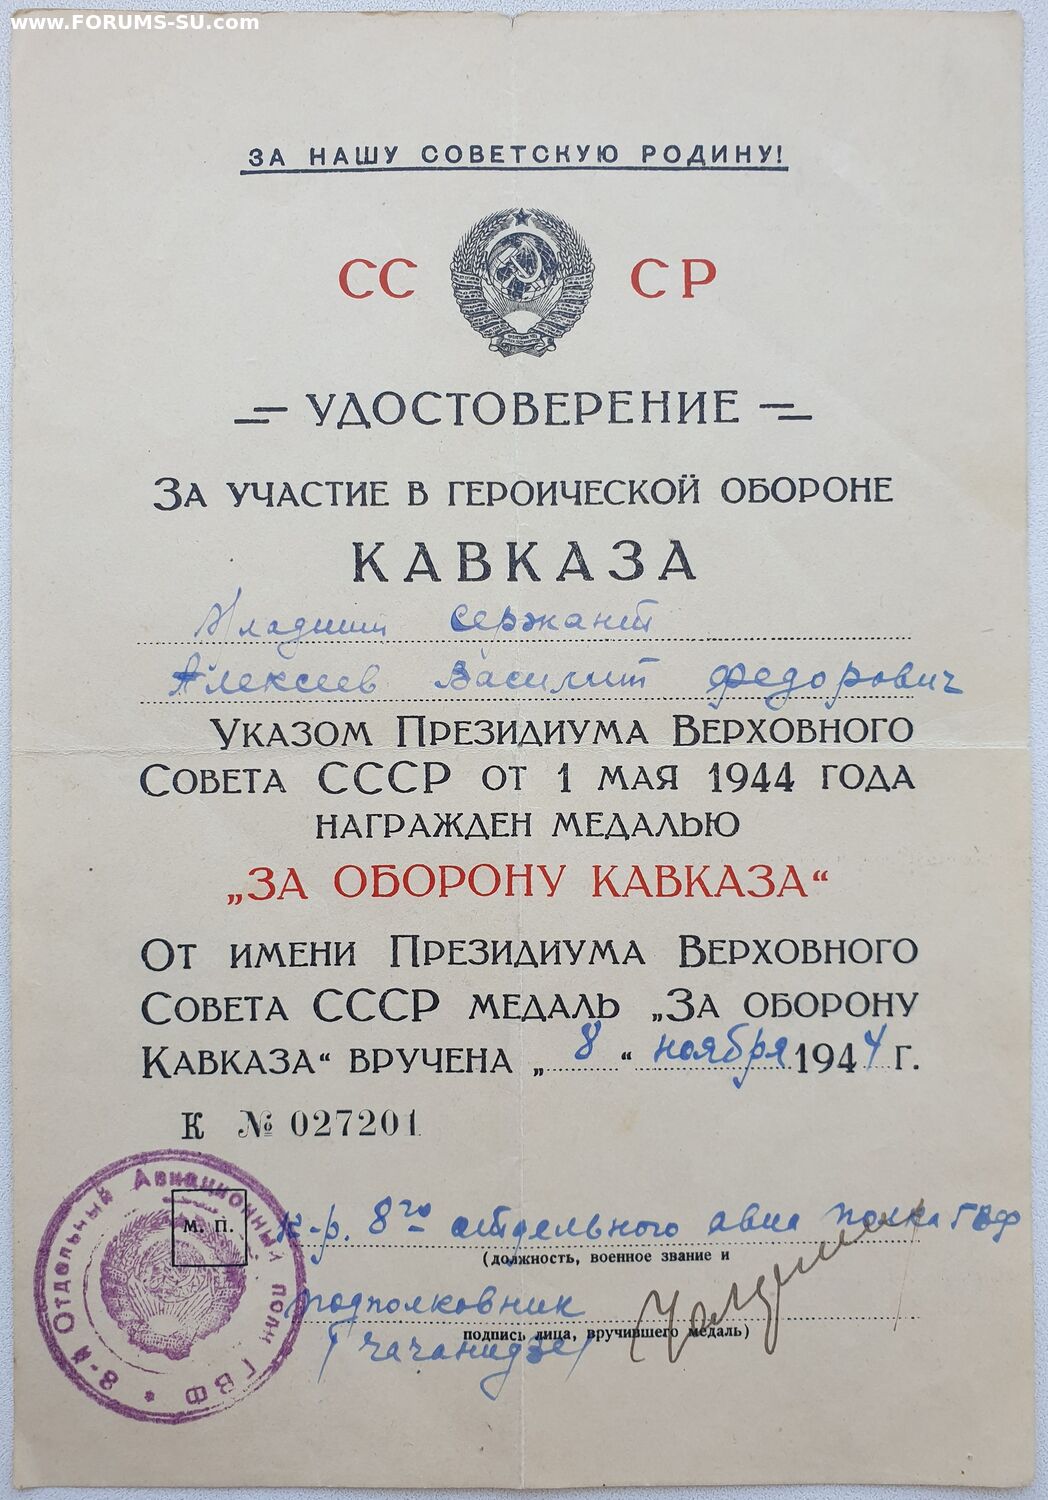 www.FORUMS-SU.com
ЗА НАШУ СОВЕТСКУЮ РОДИНУ!
СС СР
УДОСТОВЕРЕНИЕ
ЗА УЧАСТИЕ В ГЕРОИЧЕСКОЙ ОБОРОНЕ
КАВКАЗА
Младший сержант
Алексеев Василит Федорович
УКАЗОМ ПРЕЗИДИУМА ВЕРХОВНОГО
СОВЕТА СССР ОТ 1 МАЯ 1944 ГОДА
НАГРАЖДЕН МЕДАЛЬЮ
„ЗА ОБОРОНУ КАВКАЗА“
ОТ ИМЕНИ ПРЕЗИДИУМА ВЕРХОВНОГО
СОВЕТА СССР МЕДАЛЬ „ЗА ОБОРОНУ
КАВКАЗА“ ВРУЧЕНА „8“ ноября 1944 Г.
К № 027201
8-й Отдельный Авиационный полк ГВФ *
М. П.
к-р. 8го отдельного авиа полка ГВФ
(должность, военное звание и
подполковник
подпись лица, вручившего медаль)
/Чачанидзе/